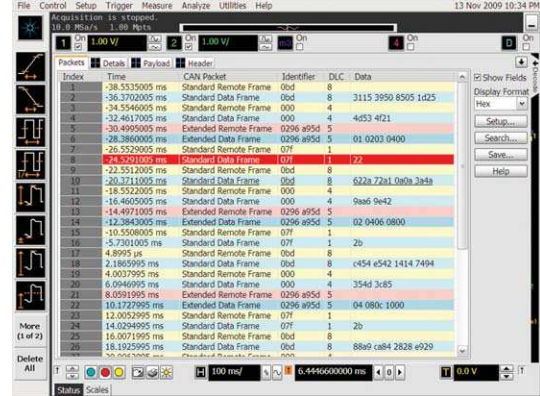 File Control Setup Trigger Measure Analyze Utilities Help 13 Nov 2009 10:34 PM
Acquisition is stopped.
10.0 MSa/s 1.00 Mpts
1 On 1.00 V/ 2 On 1.00 V/ On 4 On D On
Packets Details Payload Header
Index Time CAN Packet Identifier DLC Data
1 -38.5535005 ms Standard Remote Frame 0bd 8
2 -36.3702005 ms Standard Data Frame 0bd 8 3115 3950 8505 1d25
3 -34.5546005 ms Standard Remote Frame 000 4
4 -32.4617005 ms Standard Data Frame 000 4 4d53 4f21
5 -30.4995005 ms Extended Remote Frame 0296 a95d 5
6 -28.3860005 ms Extended Data Frame 0296 a95d 5 01 0203 0400
7 -26.5529005 ms Standard Remote Frame 07f 1
8 -24.5291005 ms Standard Data Frame 07f 1 22
9 -22.5512005 ms Standard Remote Frame 0bd 8
10 -20.3711005 ms Standard Data Frame 0bd 8 622a 72a1 0a0a 3a4a
11 -18.5522005 ms Standard Remote Frame 000 4
12 -16.4605005 ms Standard Data Frame 000 4 9aa6 9e42
13 -14.4971005 ms Extended Remote Frame 0296 a95d 5
14 -12.3843005 ms Extended Data Frame 0296 a95d 5 02 0406 0800
15 -10.5508005 ms Standard Remote Frame 07f 1
16 -5.7301005 ms Standard Data Frame 07f 1 2b
17 4.8995 µs Standard Remote Frame 0bd 8
18 2.1865995 ms Standard Data Frame 0bd 8 c454 e542 1414 7494
19 4.0037995 ms Standard Remote Frame 000 4
20 6.0946995 ms Standard Data Frame 000 4 354d 3c85
21 8.0591995 ms Extended Remote Frame 0296 a95d 5
22 10.1727995 ms Extended Data Frame 0296 a95d 5 04 080c 1000
23 12.0052995 ms Standard Remote Frame 07f 1
24 14.0294995 ms Standard Data Frame 07f 1 2b
25 16.0071995 ms Standard Remote Frame 0bd 8
26 18.1925995 ms Standard Data Frame 0bd 8 88a9 ca84 2828 e929
Show Fields
Display Format
Hex
Setup...
Search...
Save...
Help
Decode
More
(1 of 2)
Delete
All
H 100 ms/ 6.4446600000 ms 0 T 0.0 V
Status Scales